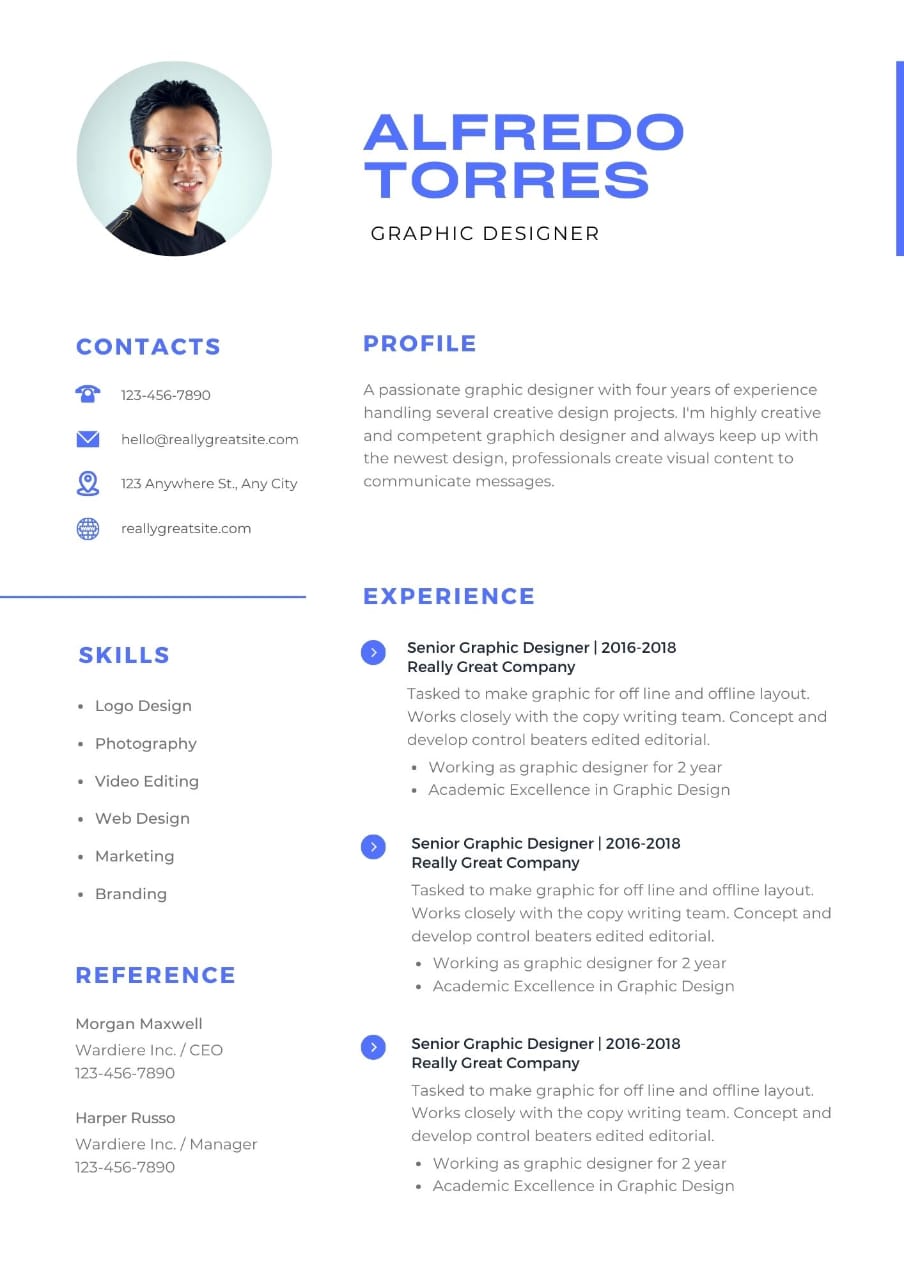 ALFREDO
TORRES
GRAPHIC DESIGNER
CONTACTS
123-456-7890
hello@reallygreatsite.com
123 Anywhere St., Any City
reallygreatsite.com
SKILLS
• Logo Design
• Photography
• Video Editing
• Web Design
• Marketing
• Branding
REFERENCE
Morgan Maxwell
Wardiere Inc. / CEO
123-456-7890
Harper Russo
Wardiere Inc. / Manager
123-456-7890
PROFILE
A passionate graphic designer with four years of experience
handling several creative design projects. I'm highly creative
and competent graphich designer and always keep up with
the newest design, professionals create visual content to
communicate messages.
EXPERIENCE
Senior Graphic Designer | 2016-2018
Really Great Company
Tasked to make graphic for off line and offline layout.
Works closely with the copy writing team. Concept and
develop control beaters edited editorial.
• Working as graphic designer for 2 year
• Academic Excellence in Graphic Design
Senior Graphic Designer | 2016-2018
Really Great Company
Tasked to make graphic for off line and offline layout.
Works closely with the copy writing team. Concept and
develop control beaters edited editorial.
• Working as graphic designer for 2 year
• Academic Excellence in Graphic Design
Senior Graphic Designer | 2016-2018
Really Great Company
Tasked to make graphic for off line and offline layout.
Works closely with the copy writing team. Concept and
develop control beaters edited editorial.
• Working as graphic designer for 2 year
• Academic Excellence in Graphic Design